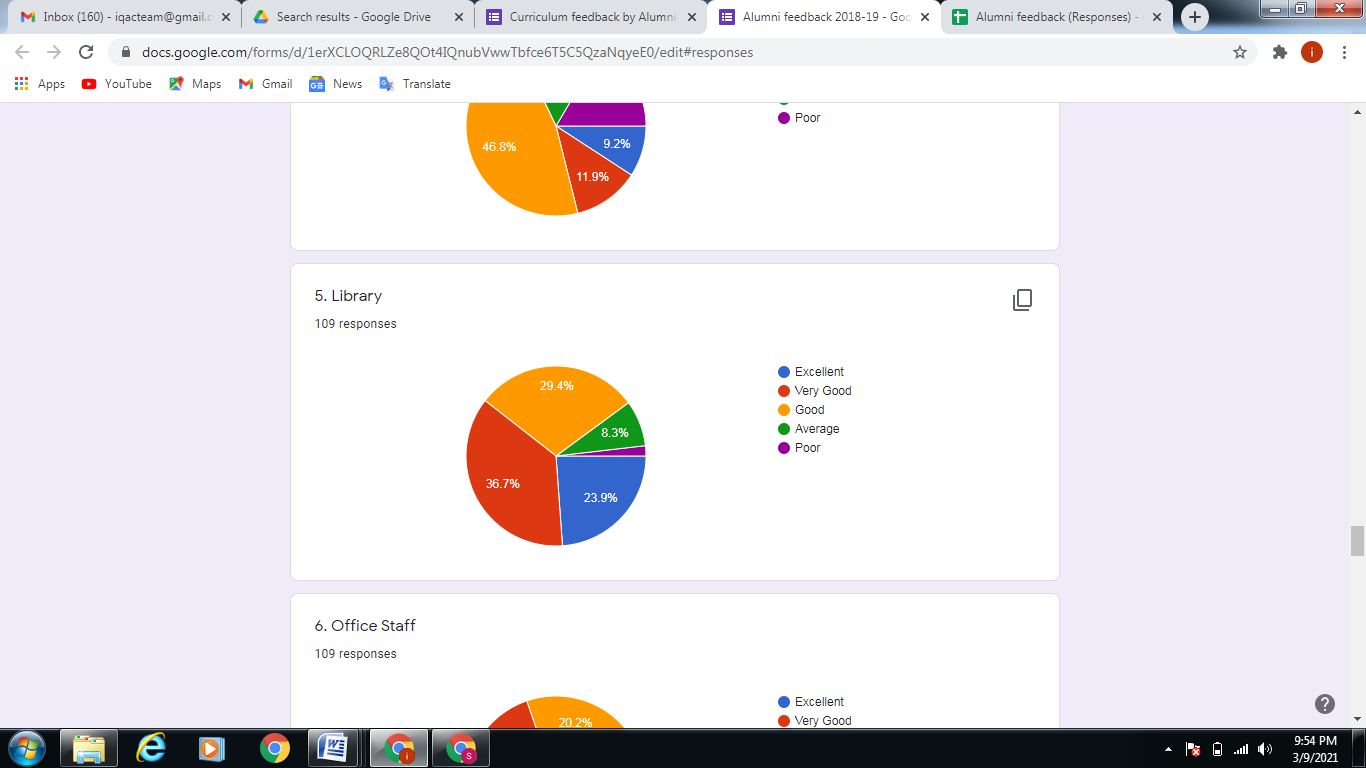 Inbox (160) - iqacteam@gmail.c
Search results - Google Drive
Curriculum feedback by Alumni
Alumni feedback 2018-19 - Goo
Alumni feedback (Responses) -
docs.google.com/forms/d/1erXCLOQRLZe8QOt4IQnubVwwTbfce6T5C5QzaNqyeE0/edit#responses
i
Apps
YouTube
Maps
Gmail
News
Translate
Poor
46.8%
9.2%
11.9%
5. Library
109 responses
29.4%
8.3%
36.7%
23.9%
Excellent
Very Good
Good
Average
Poor
6. Office Staff
109 responses
20.2%
Excellent
Very Good
9:54 PM
3/9/2021